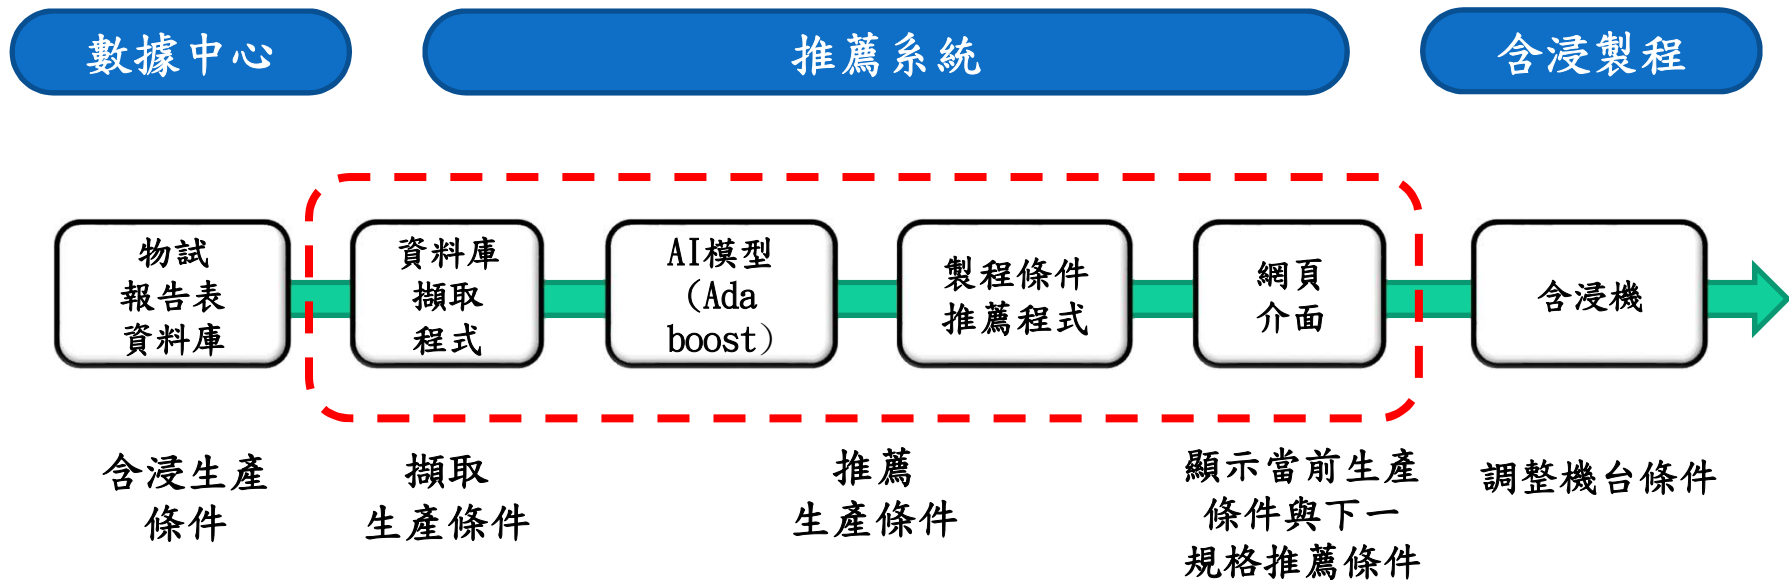 數據中心
推薦系統
含浸製程
物試
報告表
資料庫
資料庫
擷取
程式
AI模型
（Ada
boost）
製程條件
推薦程式
網頁
介面
含浸機
含浸生產
條件
擷取
生產條件
推薦
生產條件
顯示當前生產
條件與下一
規格推薦條件
調整機台條件